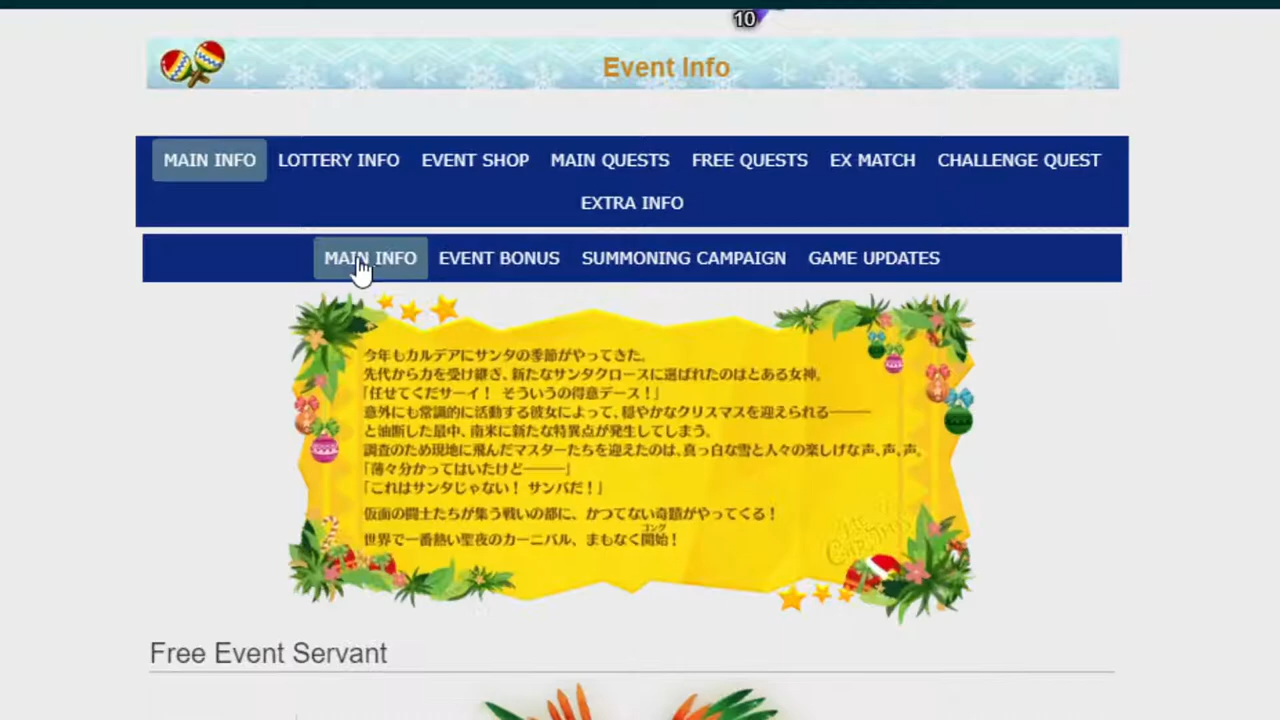 10
Event Info
MAIN INFO LOTTERY INFO EVENT SHOP MAIN QUESTS FREE QUESTS EX MATCH CHALLENGE QUEST
EXTRA INFO
MAIN INFO EVENT BONUS SUMMONING CAMPAIGN GAME UPDATES
今年もカルデアにサンタの季節がやってきた。
先代から力を受け継ぎ、新たなサンタクロースに選ばれたのはとある女神。
「任せてくだサーイ! そういうの得意デース!」
意外にも常識的に活動する彼女によって、穏やかなクリスマスを迎えられる———
と油断した最中、南米に新たな特異点が発生してしまう。
調査のため現地に飛んだマスターたちを迎えたのは、真っ白な雪と人々の楽しげな声、声、声。
「薄々分かってはいたけど———」
「これはサンタじゃない! サンバだ!」
仮面の闘士たちが集う戦いの都に、かつてない奇蹟がやってくる!
コング
世界で一番熱い聖夜のカーニバル、まもなく開始!
Free Event Servant